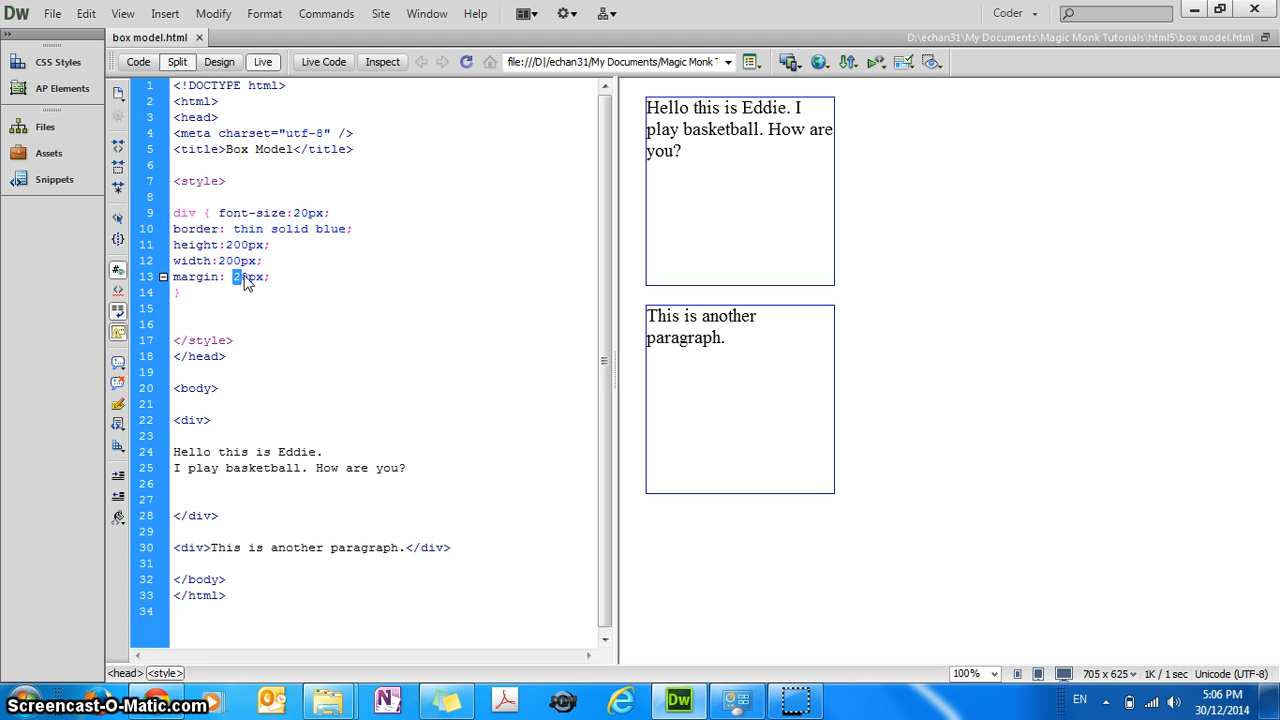 Dw File Edit View Insert Modify Format Commands Site Window Help Coder
box model.html D:\echan31\My Documents\Magic Monk Tutorials\html5\box model.html
Code Split Design Live Live Code Inspect file:///D|/echan31/My Documents/Magic Monk T
CSS Styles
AP Elements
Files
Assets
Snippets
1 <!DOCTYPE html>
2 <html>
3 <head>
4 <meta charset="utf-8" />
5 <title>Box Model</title>
6
7 <style>
8
9 div { font-size:20px;
10 border: thin solid blue;
11 height:200px;
12 width:200px;
13 margin: 20px;
14 }
15
16
17 </style>
18 </head>
19
20 <body>
21
22 <div>
23
24 Hello this is Eddie.
25 I play basketball. How are you?
26
27
28 </div>
29
30 <div>This is another paragraph.</div>
31
32 </body>
33 </html>
34
Hello this is Eddie. I
play basketball. How are
you?
This is another
paragraph.
<head> <style> 100% 705 x 625 1K / 1 sec Unicode (UTF-8)
Screencast-O-Matic.com
Dw
EN
5:06 PM
30/12/2014